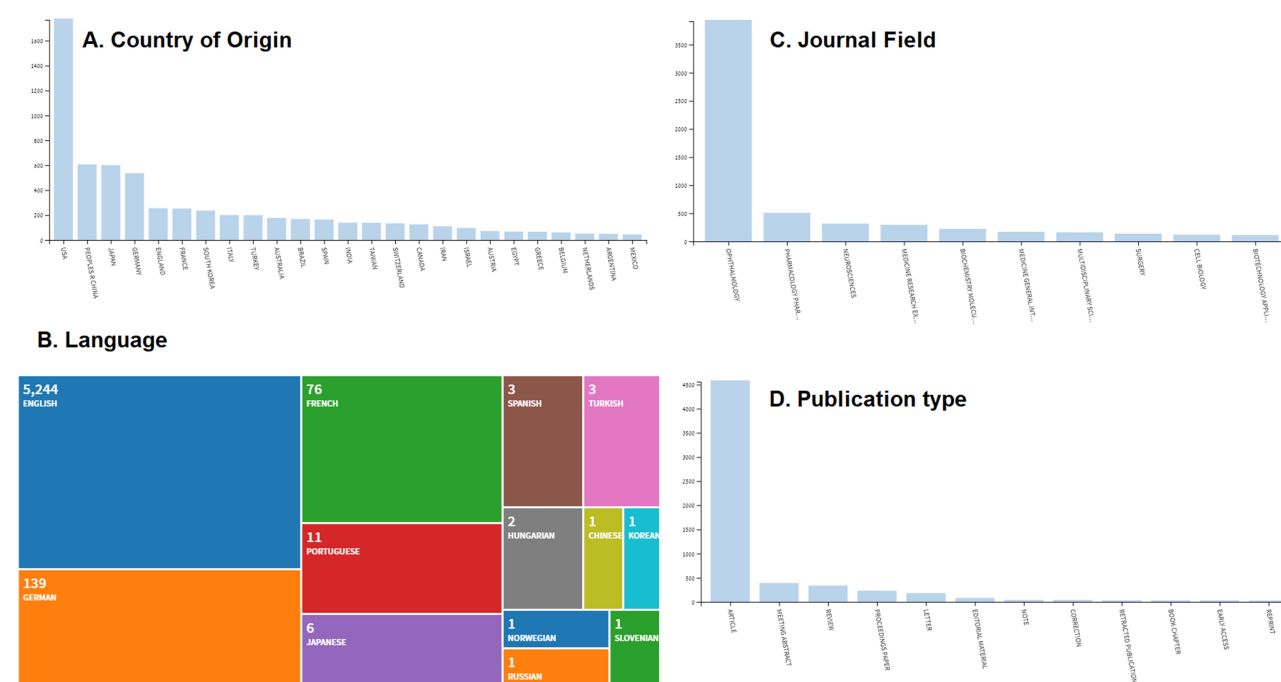 A. Country of Origin
1600
1400
1200
1000
800
600
400
200
0
USA
PEOPLES R CHINA
JAPAN
GERMANY
ENGLAND
FRANCE
SOUTH KOREA
ITALY
TURKEY
AUSTRALIA
BRAZIL
SPAIN
INDIA
TAIWAN
SWITZERLAND
CANADA
IRAN
ISRAEL
AUSTRIA
EGYPT
GREECE
BELGIUM
NETHERLANDS
ARGENTINA
MEXICO
B. Language
5,244
ENGLISH
139
GERMAN
76
FRENCH
11
PORTUGUESE
6
JAPANESE
3
SPANISH
3
TURKISH
2
HUNGARIAN
1
CHINESE
1
KOREAN
1
NORWEGIAN
1
RUSSIAN
1
SLOVENIAN
C. Journal Field
3500
3000
2500
2000
1500
1000
500
0
OPHTHALMOLOGY
PHARMACOLOGY PHAR...
NEUROSCIENCES
MEDICINE RESEARCH EX...
BIOCHEMISTRY MOLECU...
MEDICINE GENERAL INT...
MULTIDISCIPLINARY SCI...
SURGERY
CELL BIOLOGY
BIOTECHNOLOGY APPLI...
D. Publication type
4500
4000
3500
3000
2500
2000
1500
1000
500
0
ARTICLE
MEETING ABSTRACT
REVIEW
PROCEEDINGS PAPER
LETTER
EDITORIAL MATERIAL
NOTE
CORRECTION
RETRACTED PUBLICATION
BOOK CHAPTER
EARLY ACCESS
REPRINT